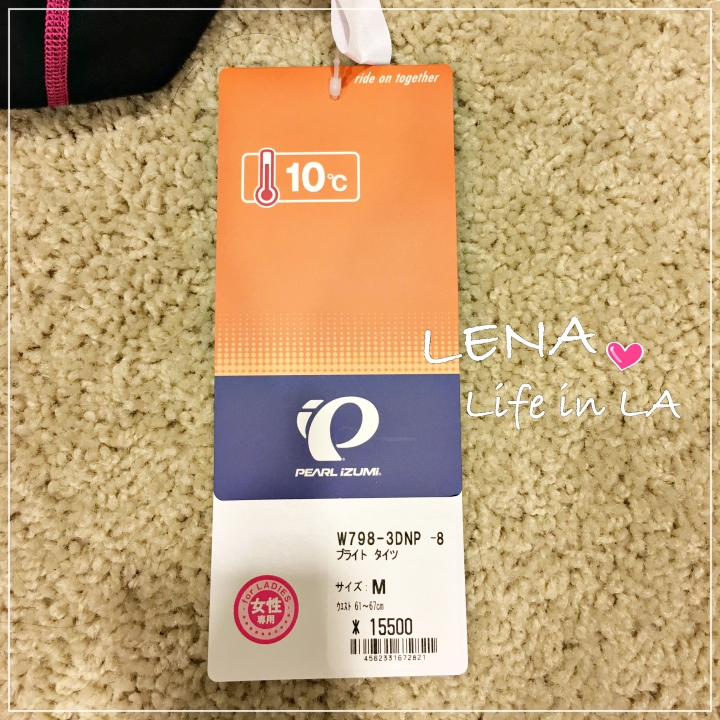 ride on together
10℃
LENA
Life in LA
PEARL iZUMi
W798-3DNP -8
ブライト タイツ
サイズ: M
for LADIES
女性
専用
ウエスト 61~67cm
¥ 15500
4562331672821